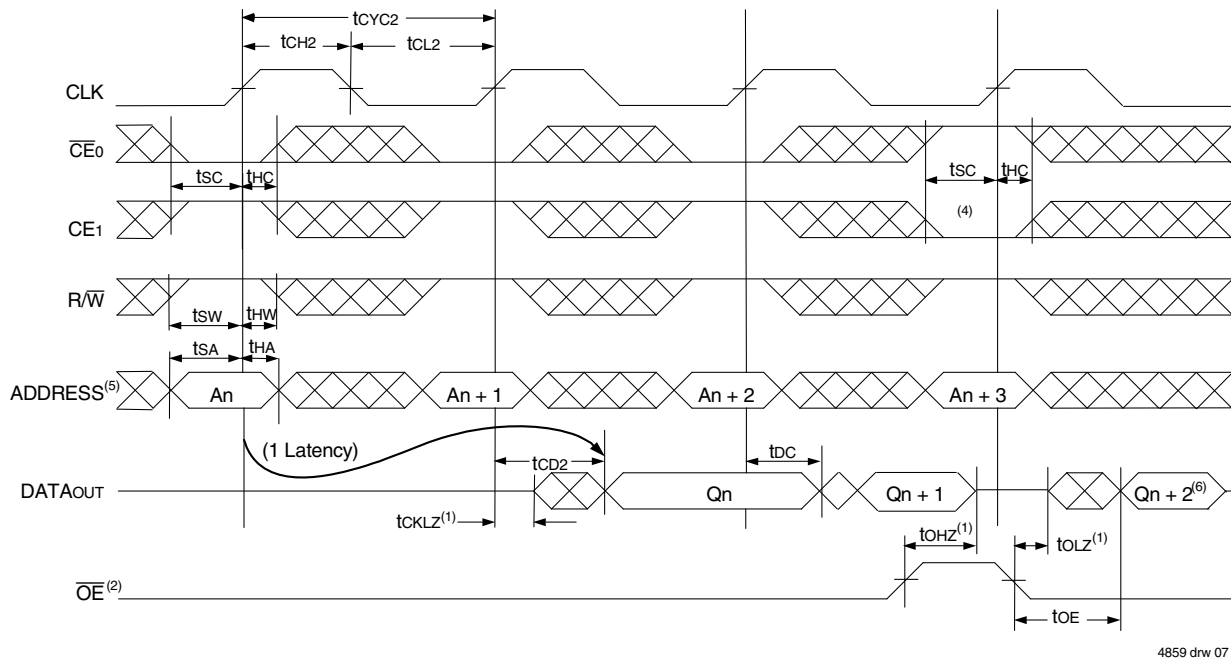 tCYC2
tCH2 tCL2
CLK
CE0
tSC tHC tSC tHC
CE1 (4)
R/W
tSW tHW
tSA tHA
ADDRESS(5) An An + 1 An + 2 An + 3
(1 Latency) tCD2 tDC
DATAOUT Qn Qn + 1 Qn + 2(6)
tCKLZ(1) tOHZ(1) tOLZ(1)
OE(2)
tOE
4859 drw 07